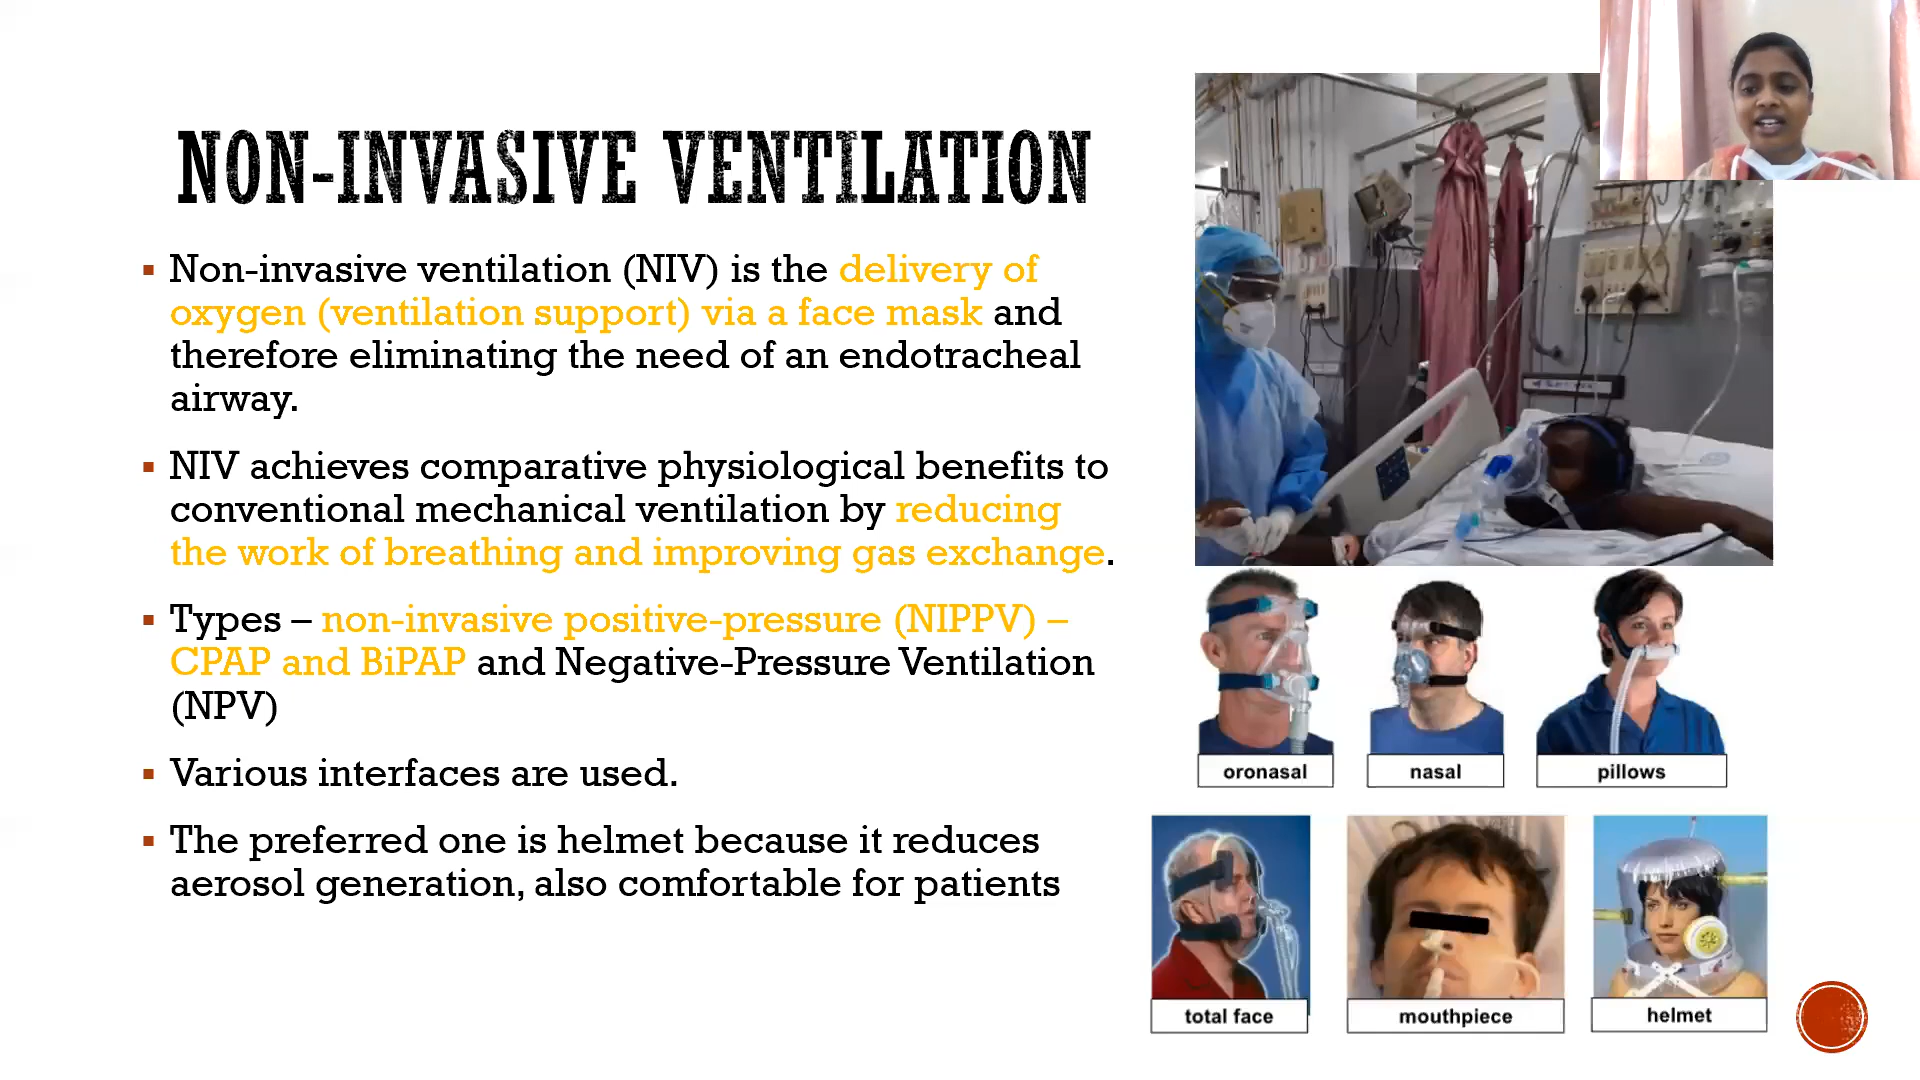 NON-INVASIVE VENTILATION
▪ Non-invasive ventilation (NIV) is the delivery of
oxygen (ventilation support) via a face mask and
therefore eliminating the need of an endotracheal
airway.
▪ NIV achieves comparative physiological benefits to
conventional mechanical ventilation by reducing
the work of breathing and improving gas exchange.
▪ Types – non-invasive positive-pressure (NIPPV) –
CPAP and BiPAP and Negative-Pressure Ventilation
(NPV)
▪ Various interfaces are used.
▪ The preferred one is helmet because it reduces
aerosol generation, also comfortable for patients
oronasal
nasal
pillows
total face
mouthpiece
helmet